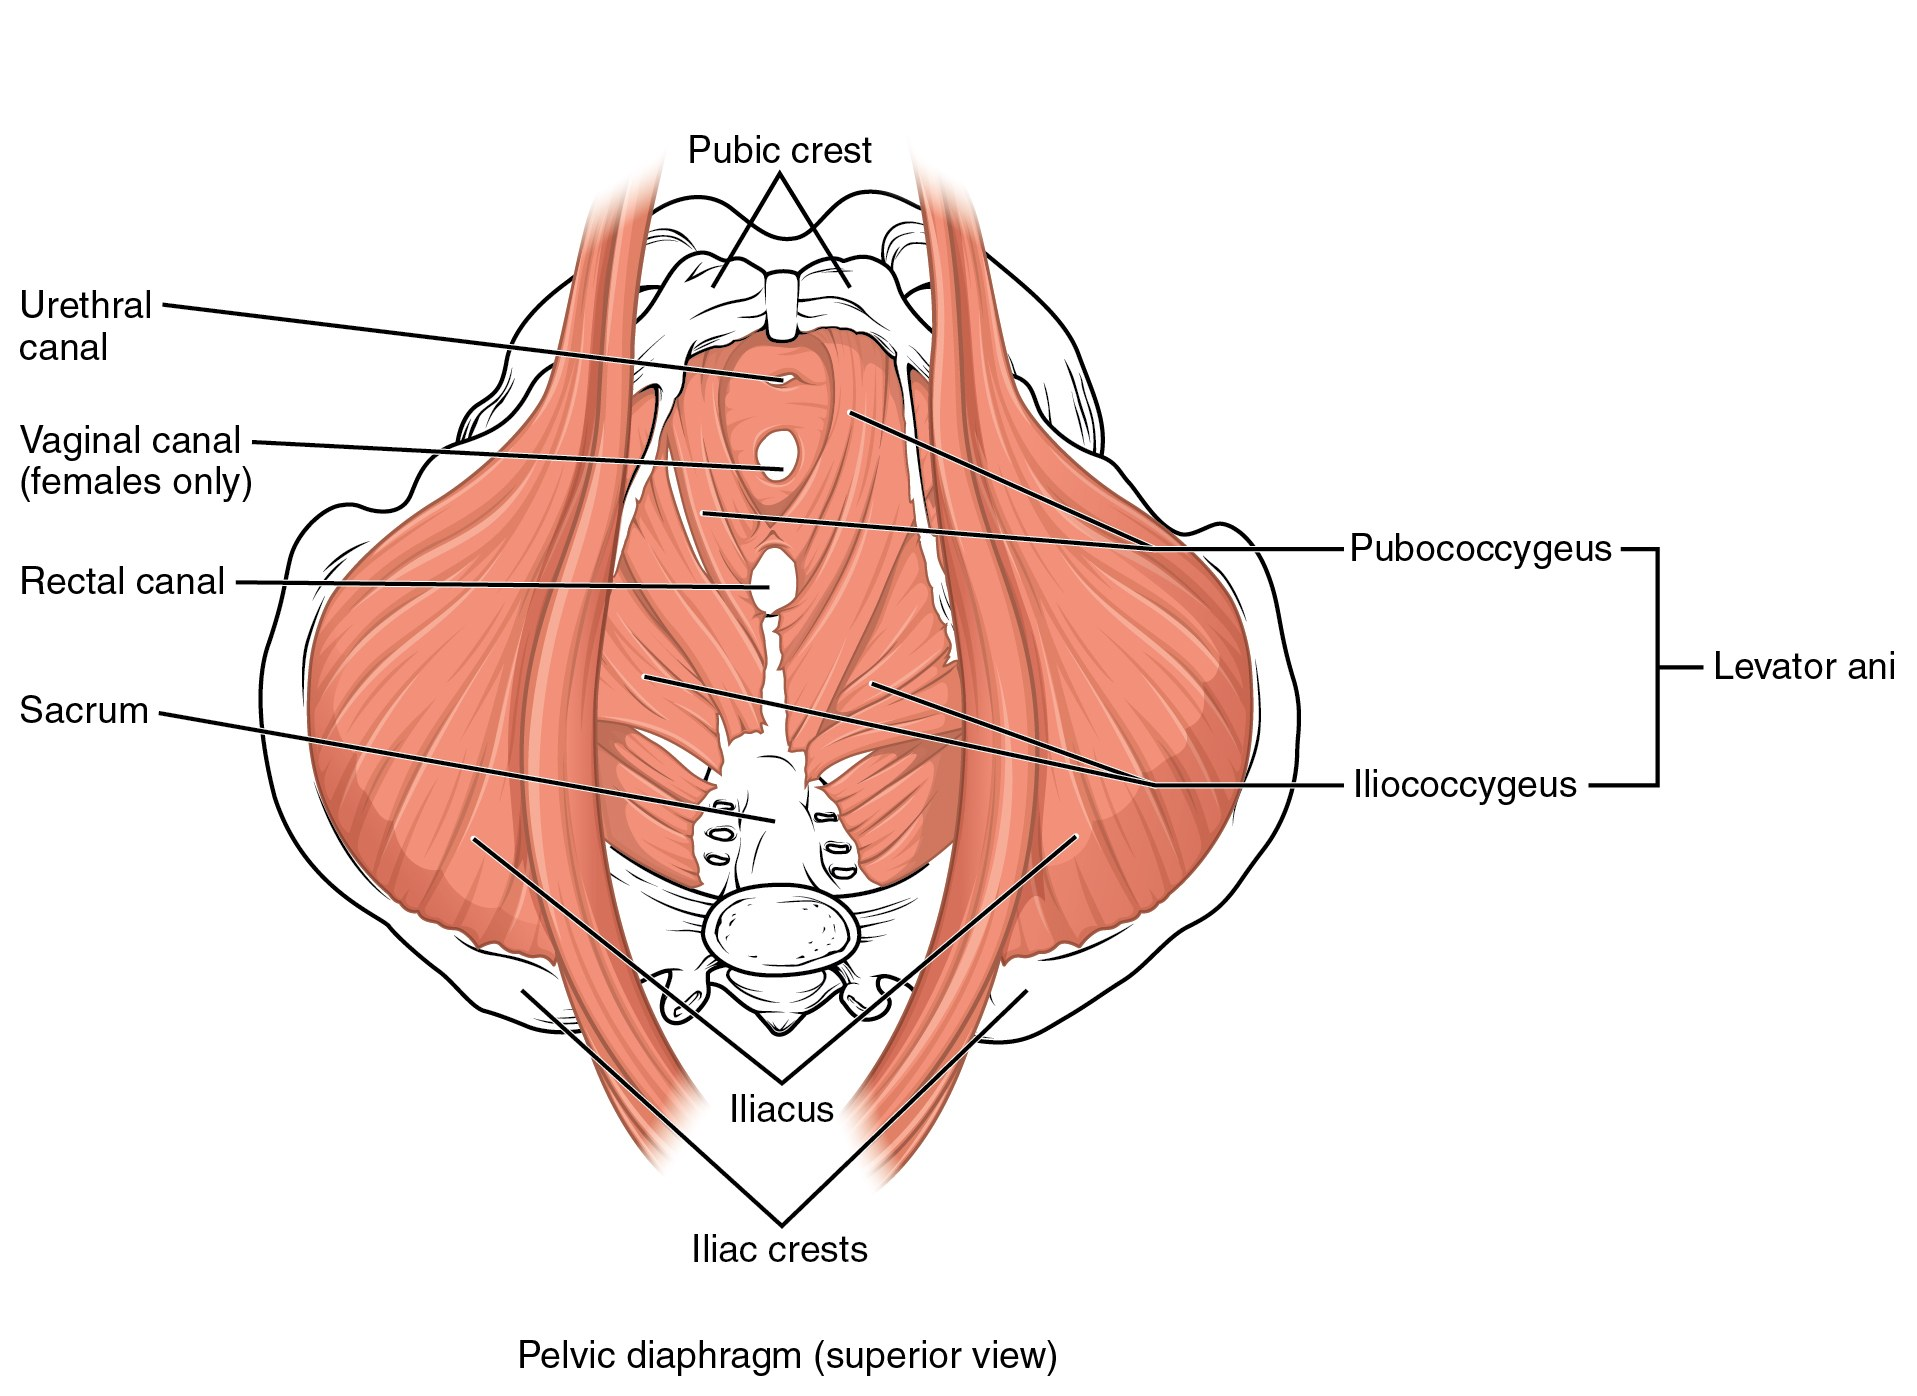 Pubic crest
Urethral
canal
Vaginal canal
(females only)
Rectal canal
Sacrum
Pubococcygeus
Levator ani
Iliococcygeus
Iliacus
Iliac crests
Pelvic diaphragm (superior view)